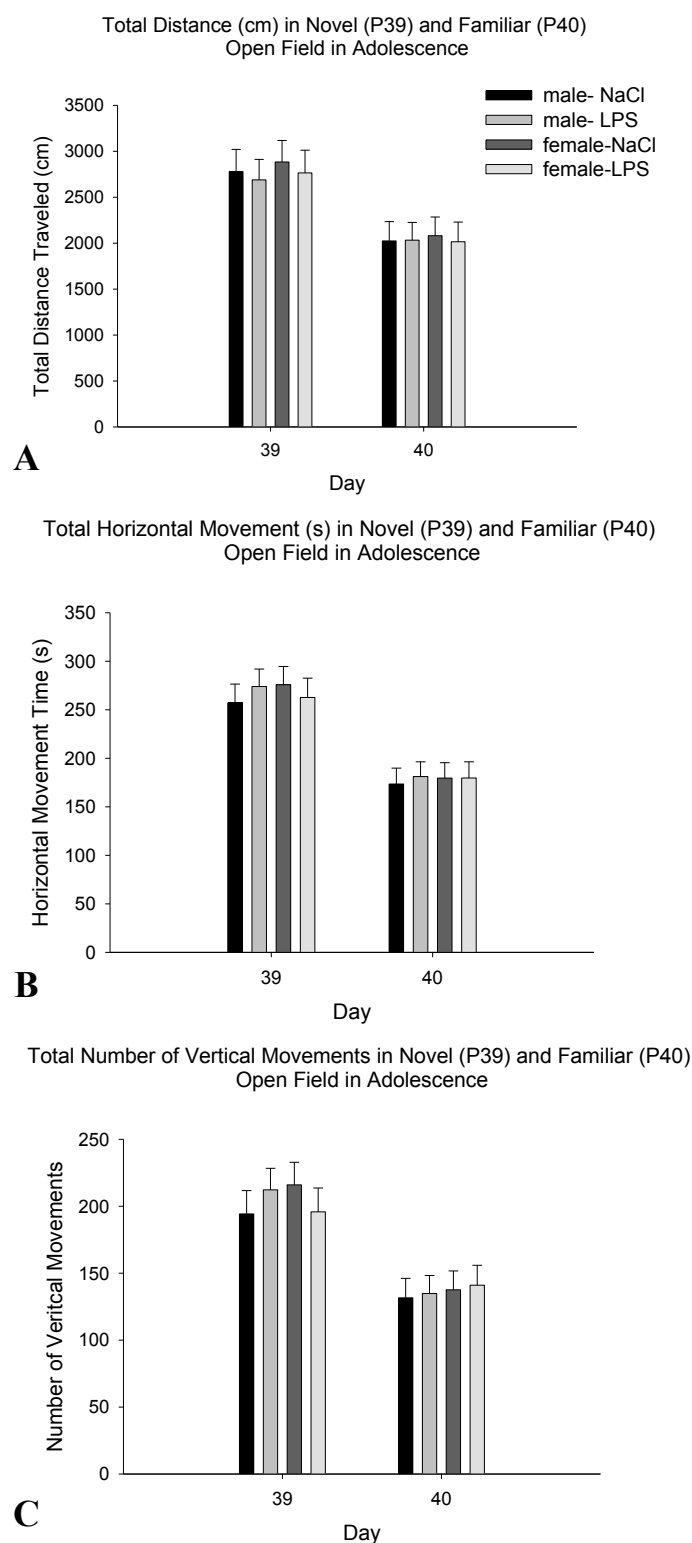 Total Distance (cm) in Novel (P39) and Familiar (P40)
Open Field in Adolescence
male- NaCl
male- LPS
female-NaCl
female-LPS
3500
3000
2500
2000
1500
1000
500
0
Total Distance Traveled (cm)
39
40
Day
A
Total Horizontal Movement (s) in Novel (P39) and Familiar (P40)
Open Field in Adolescence
350
300
250
200
150
100
50
0
Horizontal Movement Time (s)
39
40
Day
B
Total Number of Vertical Movements in Novel (P39) and Familiar (P40)
Open Field in Adolescence
250
200
150
100
50
0
Number of Veritcal Movements
39
40
Day
C